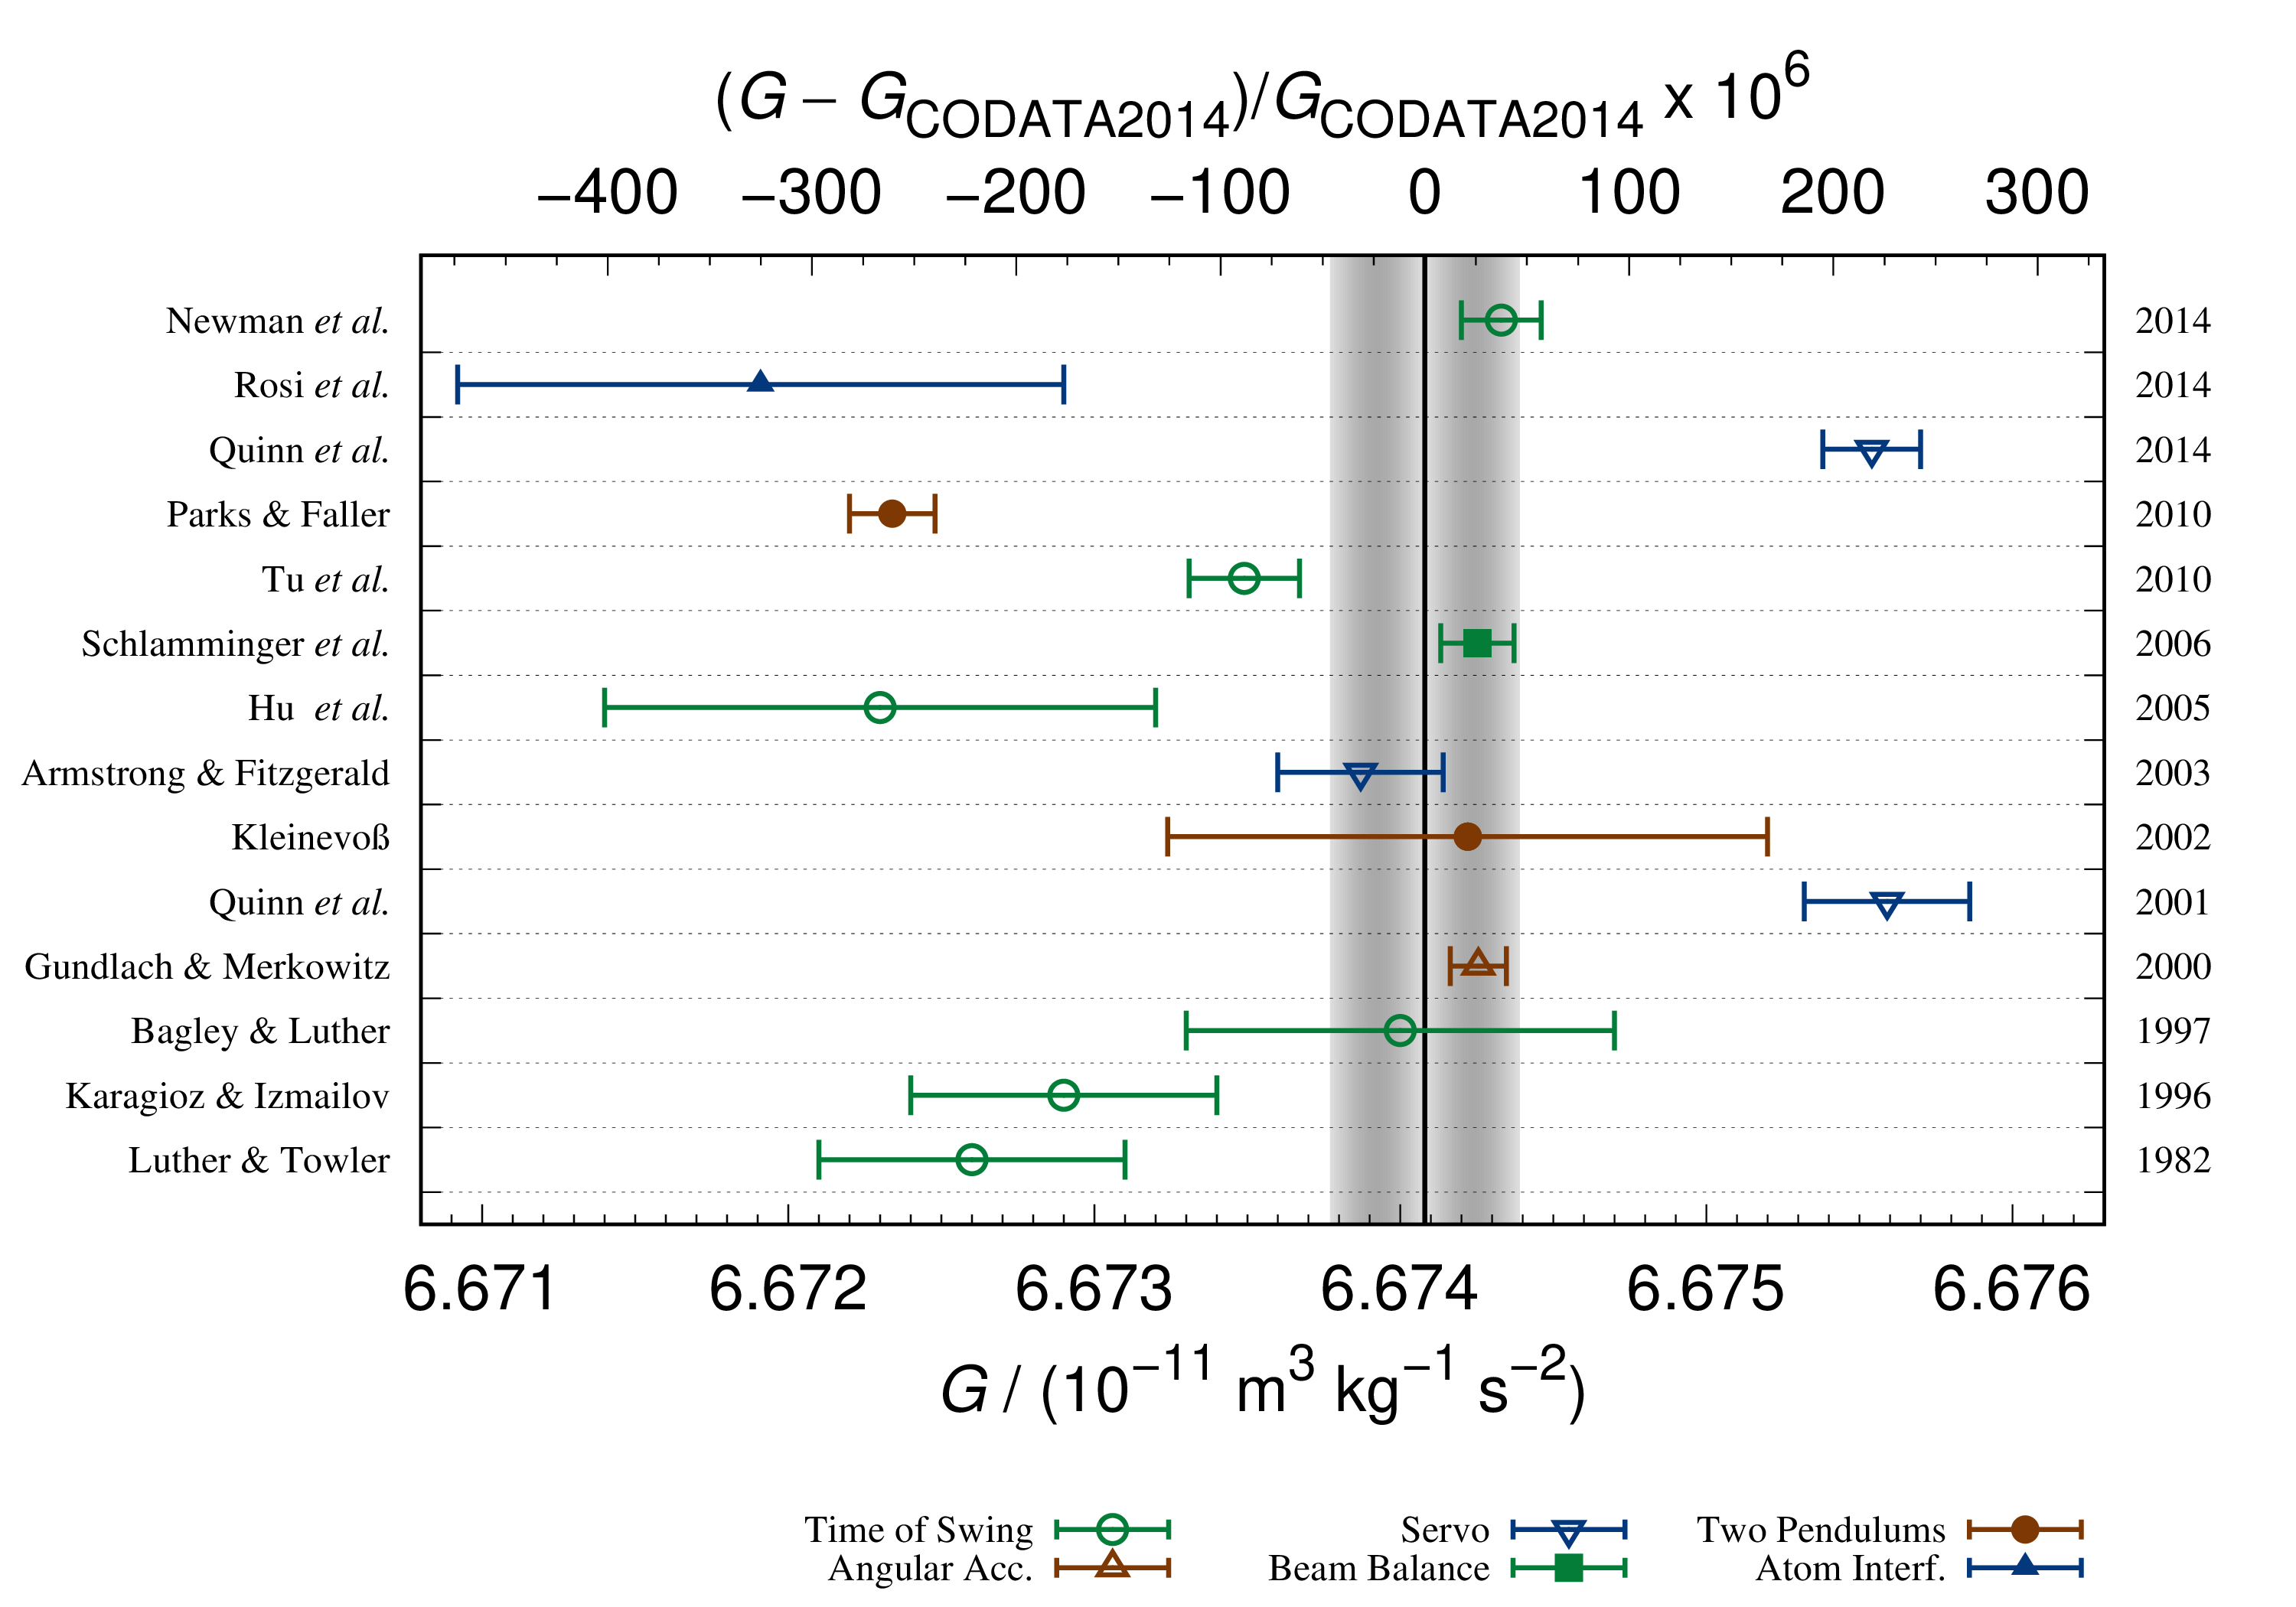 (G – G_CODATA2014)/G_CODATA2014 x 10^6
–400 –300 –200 –100 0 100 200 300
Newman et al. 2014
Rosi et al. 2014
Quinn et al. 2014
Parks & Faller 2010
Tu et al. 2010
Schlamminger et al. 2006
Hu et al. 2005
Armstrong & Fitzgerald 2003
Kleinevoß 2002
Quinn et al. 2001
Gundlach & Merkowitz 2000
Bagley & Luther 1997
Karagioz & Izmailov 1996
Luther & Towler 1982
6.671 6.672 6.673 6.674 6.675 6.676
G / (10^−11 m^3 kg^−1 s^−2)
Time of Swing Servo Two Pendulums
Angular Acc. Beam Balance Atom Interf.